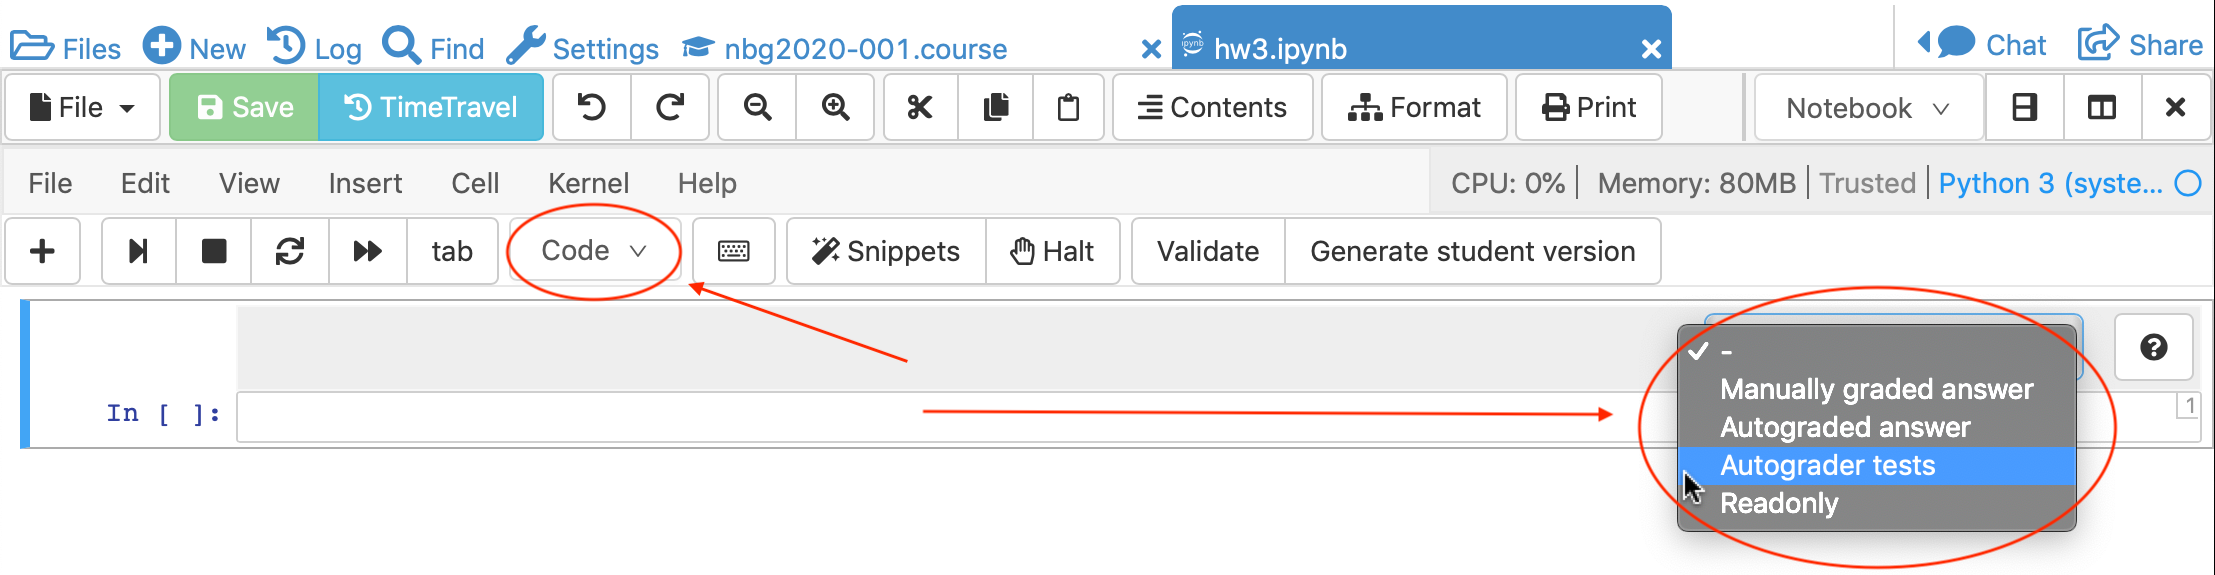 Files New Log Find Settings nbg2020-001.course hw3.ipynb Chat Share
File Save TimeTravel Contents Format Print Notebook
File Edit View Insert Cell Kernel Help CPU: 0% Memory: 80MB Trusted Python 3 (syste...
tab Code Snippets Halt Validate Generate student version
-
Manually graded answer
In [ ]: 1
Autograded answer
Autograder tests
Readonly